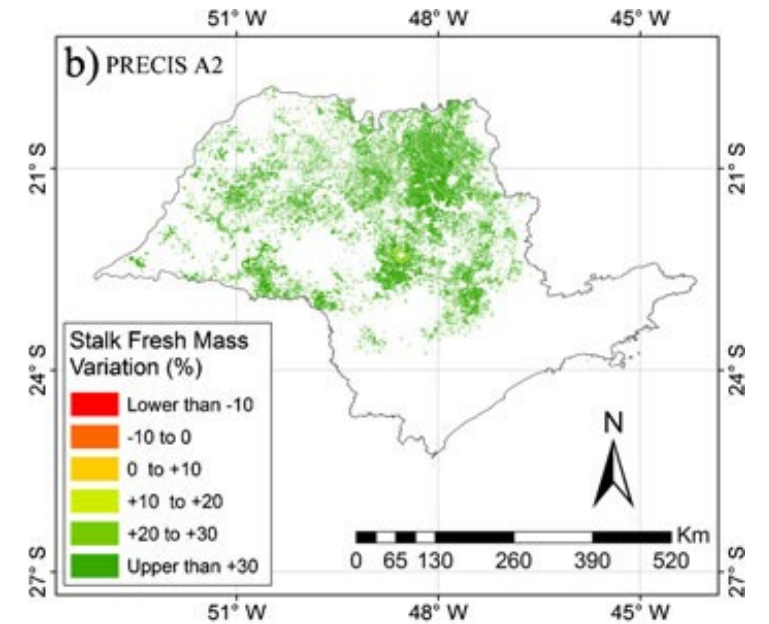 51° W 48° W 45° W
b) PRECIS A2
21° S 21° S
24° S 24° S
27° S 27° S
Stalk Fresh Mass
Variation (%)
Lower than -10
-10 to 0
0 to +10
+10 to +20
+20 to +30
Upper than +30
N
Km
0 65 130 260 390 520
51° W 48° W 45° W